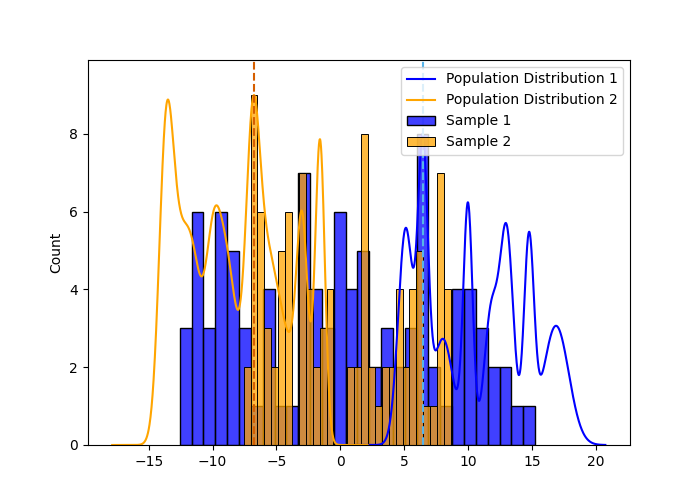 Population Distribution 1
Population Distribution 2
Sample 1
Sample 2
Count
8
6
4
2
0
−15 −10 −5 0 5 10 15 20